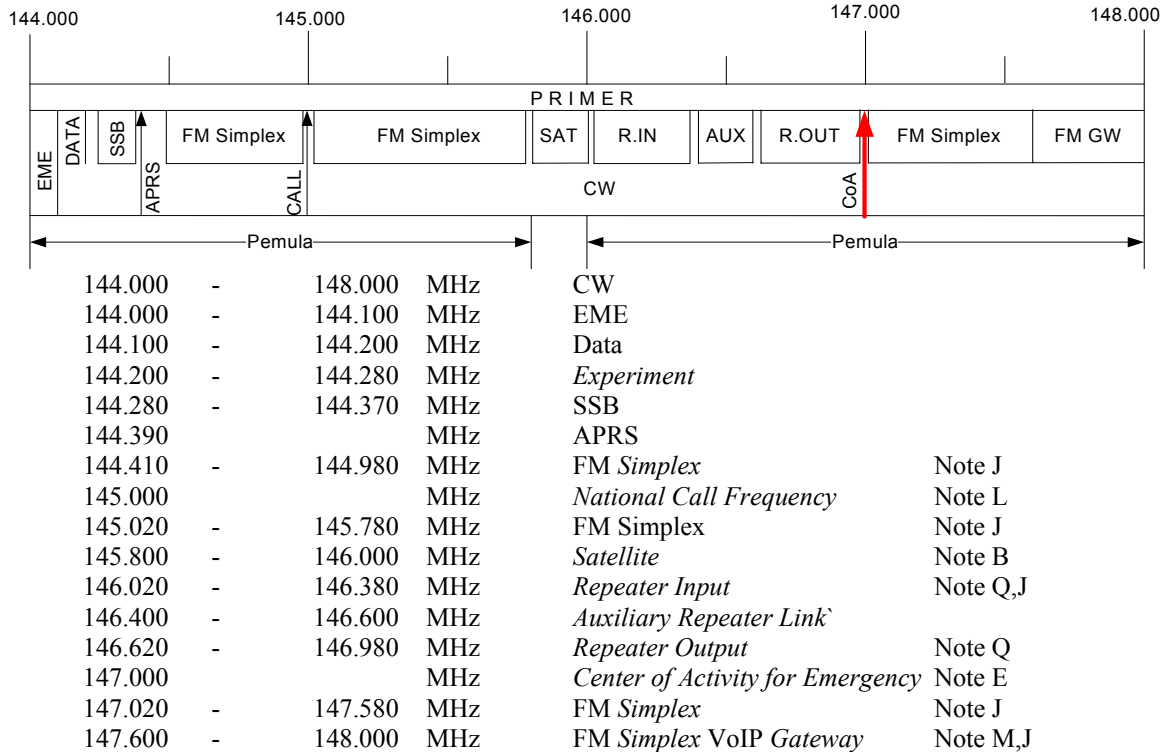 144.000 145.000 146.000 147.000 148.000
P R I M E R
EME DATA SSB APRS FM Simplex CALL FM Simplex SAT R.IN AUX R.OUT CoA FM Simplex FM GW
CW
Pemula Pemula
144.000 - 148.000 MHz CW
144.000 - 144.100 MHz EME
144.100 - 144.200 MHz Data
144.200 - 144.280 MHz Experiment
144.280 - 144.370 MHz SSB
144.390 MHz APRS
144.410 - 144.980 MHz FM Simplex Note J
145.000 MHz National Call Frequency Note L
145.020 - 145.780 MHz FM Simplex Note J
145.800 - 146.000 MHz Satellite Note B
146.020 - 146.380 MHz Repeater Input Note Q,J
146.400 - 146.600 MHz Auxiliary Repeater Link`
146.620 - 146.980 MHz Repeater Output Note Q
147.000 MHz Center of Activity for Emergency Note E
147.020 - 147.580 MHz FM Simplex Note J
147.600 - 148.000 MHz FM Simplex VoIP Gateway Note M,J